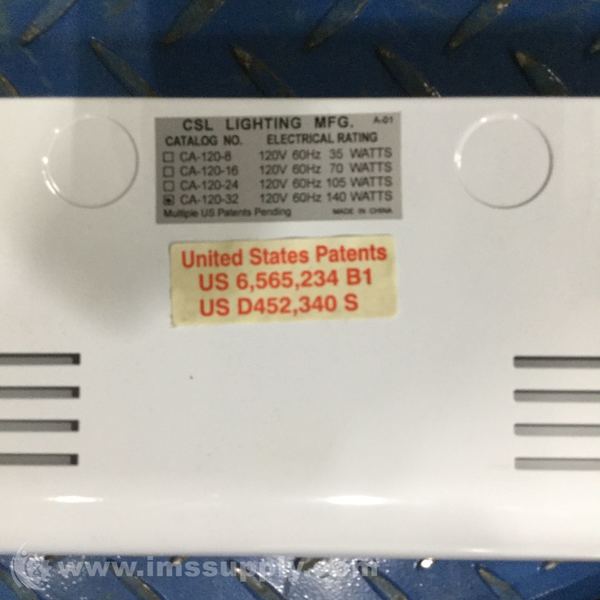 CSL LIGHTING MFG. A-01
CATALOG NO. ELECTRICAL RATING
CA-120-8 120V 60Hz 35 WATTS
CA-120-16 120V 60Hz 70 WATTS
CA-120-24 120V 60Hz 105 WATTS
CA-120-32 120V 60Hz 140 WATTS
Multiple US Patents Pending MADE IN CHINA
United States Patents
US 6,565,234 B1
US D452,340 S
www.imssupply.com